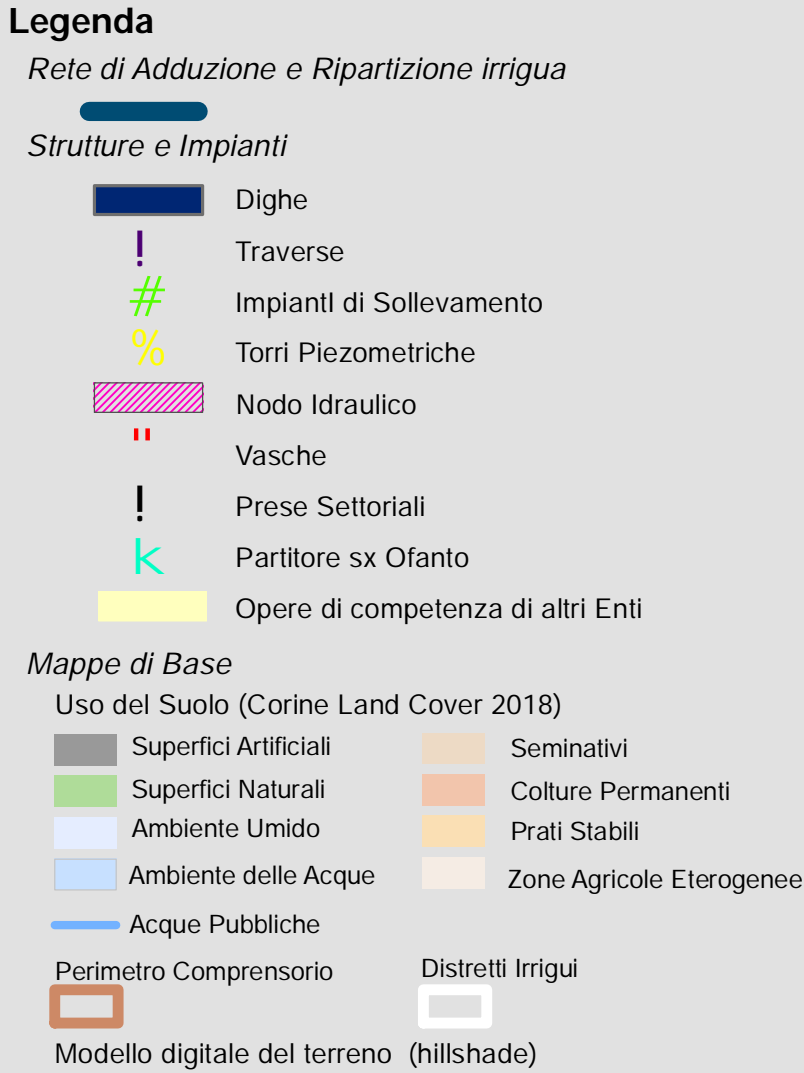 Legenda
Rete di Adduzione e Ripartizione irrigua
Strutture e Impianti
Dighe
! Traverse
# ImpiantI di Sollevamento
% Torri Piezometriche
Nodo Idraulico
" Vasche
! Prese Settoriali
k Partitore sx Ofanto
Opere di competenza di altri Enti
Mappe di Base
Uso del Suolo (Corine Land Cover 2018)
Superfici Artificiali
Superfici Naturali
Ambiente Umido
Ambiente delle Acque
Acque Pubbliche
Seminativi
Colture Permanenti
Prati Stabili
Zone Agricole Eterogenee
Perimetro Comprensorio
Distretti Irrigui
Modello digitale del terreno (hillshade)